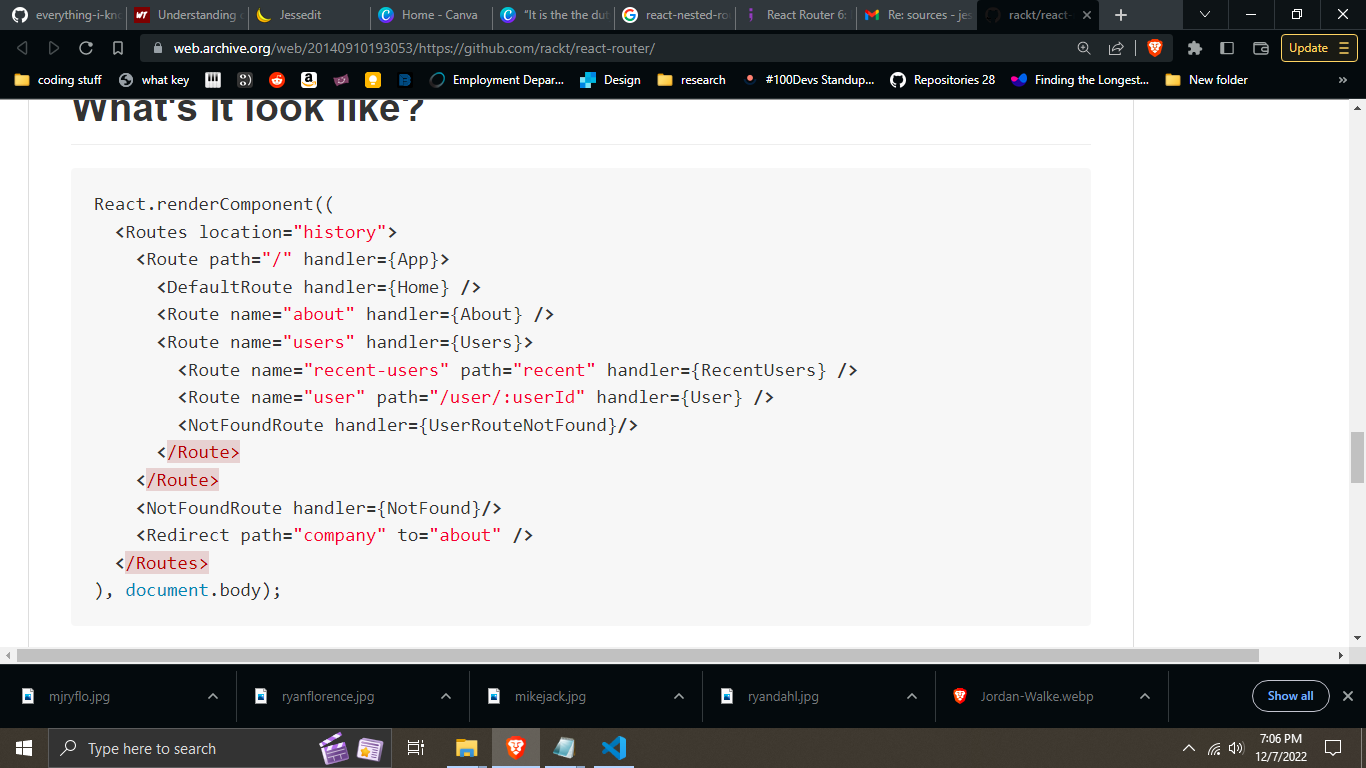 everything-i-kno
WT Understanding
Jessedit
Home - Canva
"It is the the dut
react-nested-ro
React Router 6:
Re: sources - jes
rackt/react-
web.archive.org/web/20140910193053/https://github.com/rackt/react-router/
Update
coding stuff
what key
Employment Depar...
Design
research
#100Devs Standup...
Repositories 28
Finding the Longest...
New folder
»
What's it look like?
React.renderComponent((
  <Routes location="history">
    <Route path="/" handler={App}>
      <DefaultRoute handler={Home} />
      <Route name="about" handler={About} />
      <Route name="users" handler={Users}>
        <Route name="recent-users" path="recent" handler={RecentUsers} />
        <Route name="user" path="/user/:userId" handler={User} />
        <NotFoundRoute handler={UserRouteNotFound}/>
      </Route>
    </Route>
    <NotFoundRoute handler={NotFound}/>
    <Redirect path="company" to="about" />
  </Routes>
), document.body);
mjryflo.jpg
ryanflorence.jpg
mikejack.jpg
ryandahl.jpg
Jordan-Walke.webp
Show all
Type here to search
7:06 PM
12/7/2022